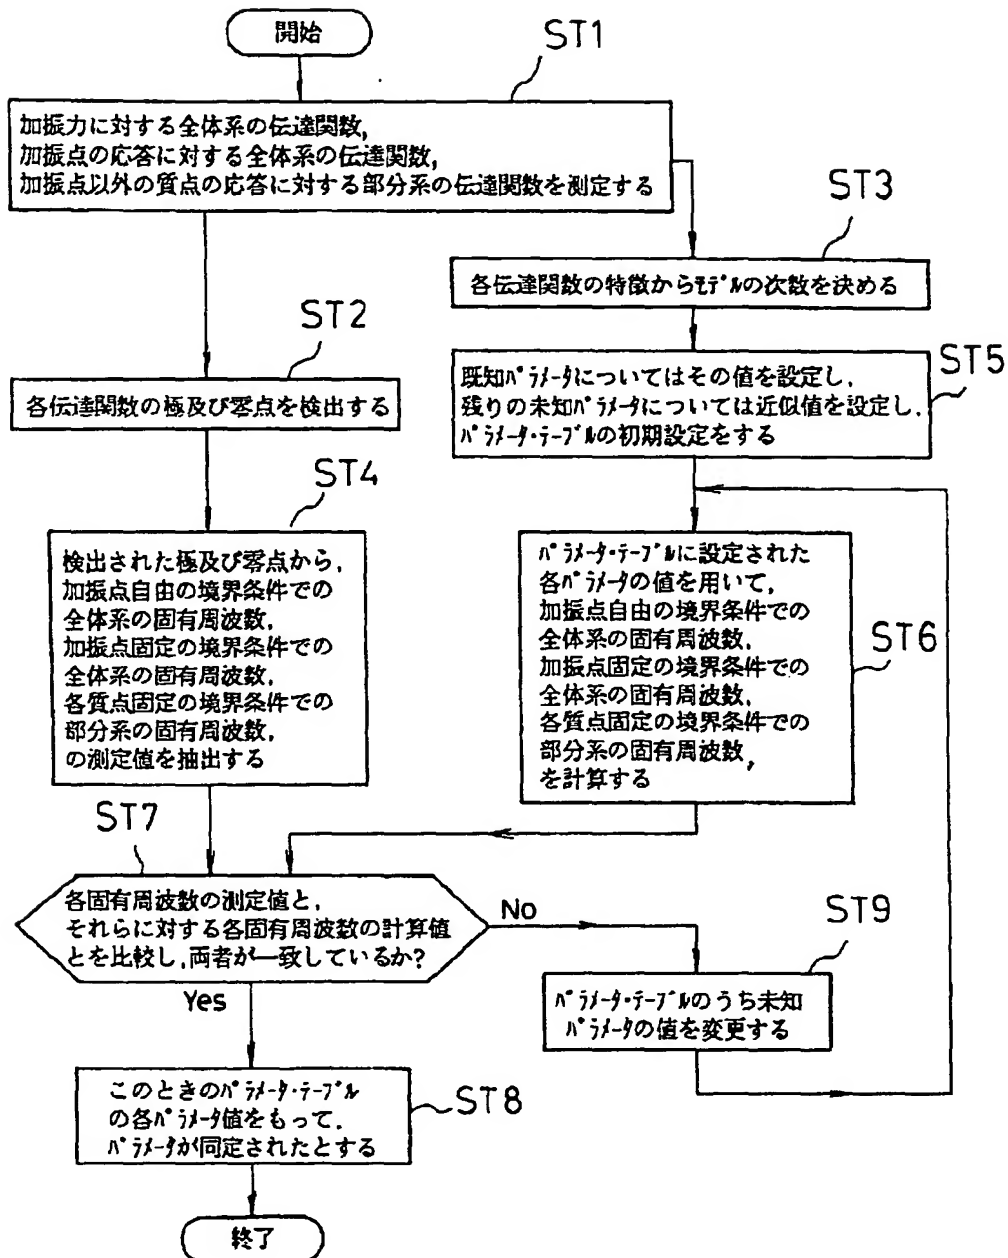 開始
ST1
加振力に対する全体系の伝達関数,
加振点の応答に対する全体系の伝達関数,
加振点以外の質点の応答に対する部分系の伝達関数を測定する
ST3
各伝達関数の特徴からﾓﾃﾞﾙの次数を決める
ST2
各伝達関数の極及び零点を検出する
ST5
既知ﾊﾟﾗﾒｰﾀについてはその値を設定し,
残りの未知ﾊﾟﾗﾒｰﾀについては近似値を設定し,
ﾊﾟﾗﾒｰﾀ･ﾃｰﾌﾞﾙの初期設定をする
ST4
検出された極及び零点から,
加振点自由の境界条件での
全体系の固有周波数,
加振点固定の境界条件での
全体系の固有周波数,
各質点固定の境界条件での
部分系の固有周波数,
の測定値を抽出する
ﾊﾟﾗﾒｰﾀ･ﾃｰﾌﾞﾙに設定された
各ﾊﾟﾗﾒｰﾀの値を用いて,
加振点自由の境界条件での
全体系の固有周波数,
加振点固定の境界条件での
全体系の固有周波数,
各質点固定の境界条件での
部分系の固有周波数,
を計算する
ST6
ST7
各固有周波数の測定値と,
それらに対する各固有周波数の計算値
とを比較し,両者が一致しているか?
No
Yes
ST9
ﾊﾟﾗﾒｰﾀ･ﾃｰﾌﾞﾙのうち未知
ﾊﾟﾗﾒｰﾀの値を変更する
このときのﾊﾟﾗﾒｰﾀ･ﾃｰﾌﾞﾙ
の各ﾊﾟﾗﾒｰﾀ値をもって,
ﾊﾟﾗﾒｰﾀが同定されたとする
ST8
終了